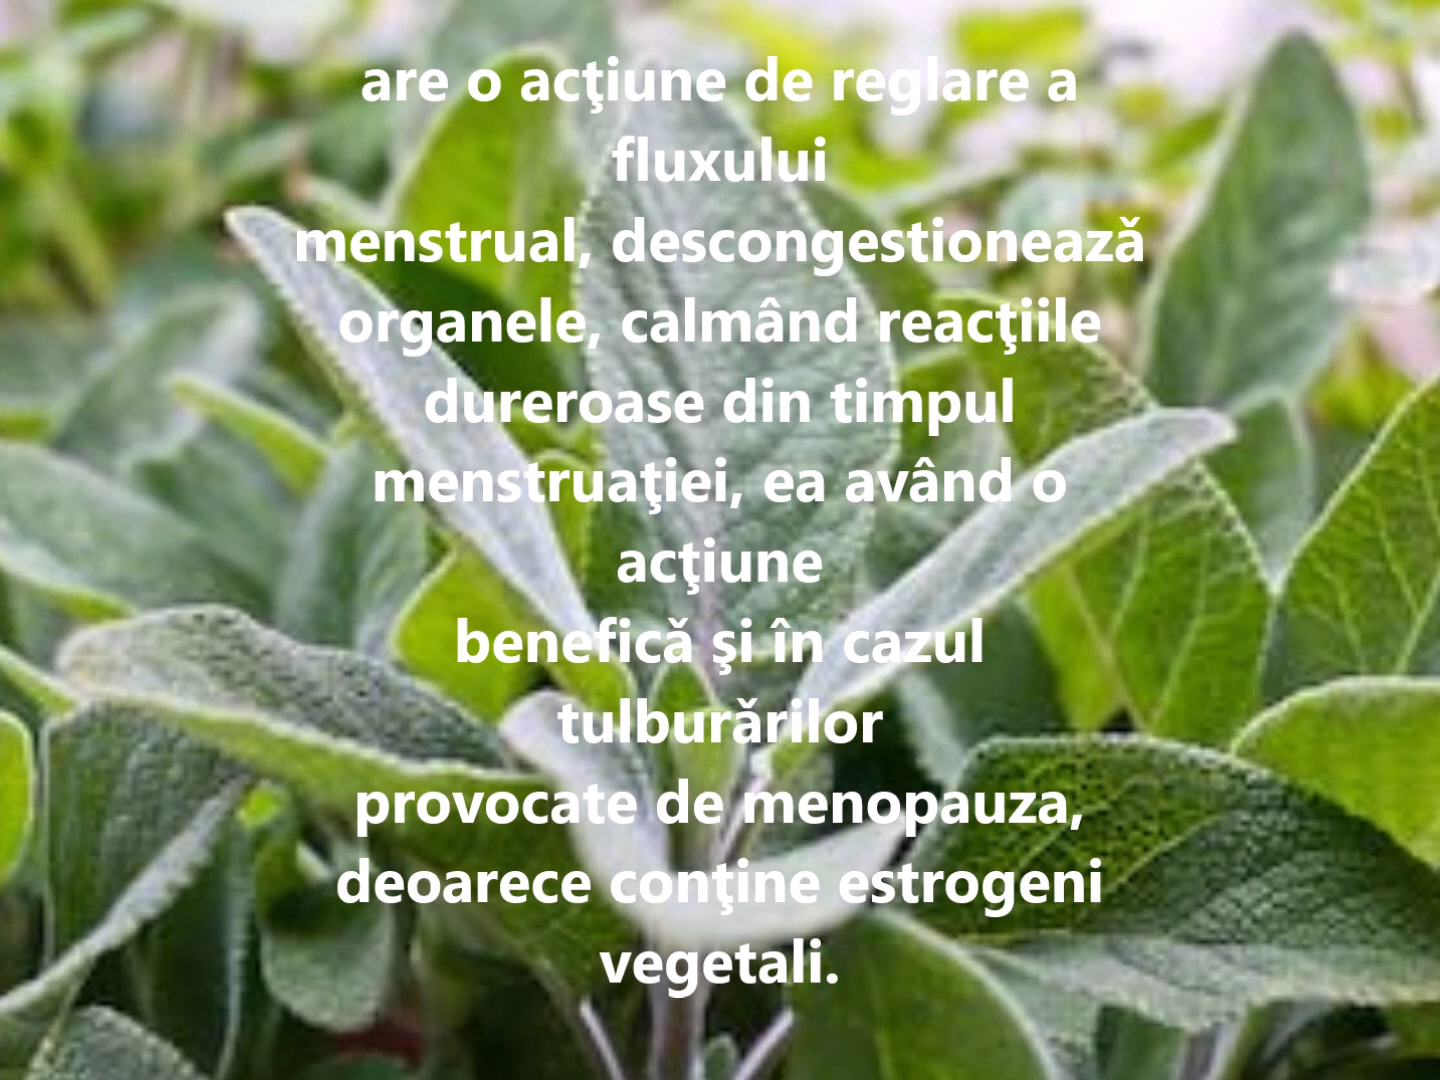 are o acţiune de reglare a
fluxului
menstrual, descongestionează
organele, calmând reacţiile
dureroase din timpul
menstruaţiei, ea având o
acţiune
benefică şi în cazul
tulburărilor
provocate de menopauza,
deoarece conţine estrogeni
vegetali.